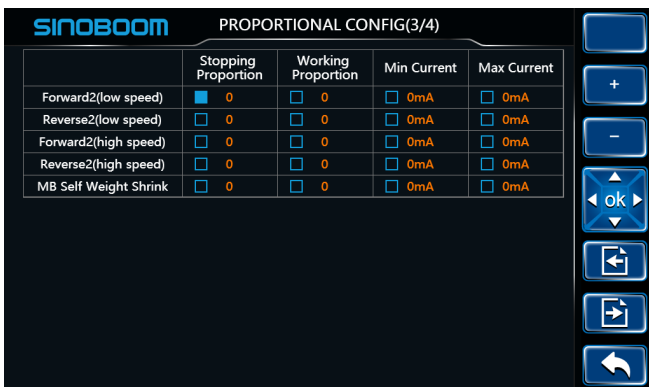 SINOBOOM PROPORTIONAL CONFIG(3/4)
Stopping Proportion Working Proportion Min Current Max Current
+
Forward2(low speed) 0 0 0mA 0mA
Reverse2(low speed) 0 0 0mA 0mA
−
Forward2(high speed) 0 0 0mA 0mA
Reverse2(high speed) 0 0 0mA 0mA
MB Self Weight Shrink 0 0 0mA 0mA
ok